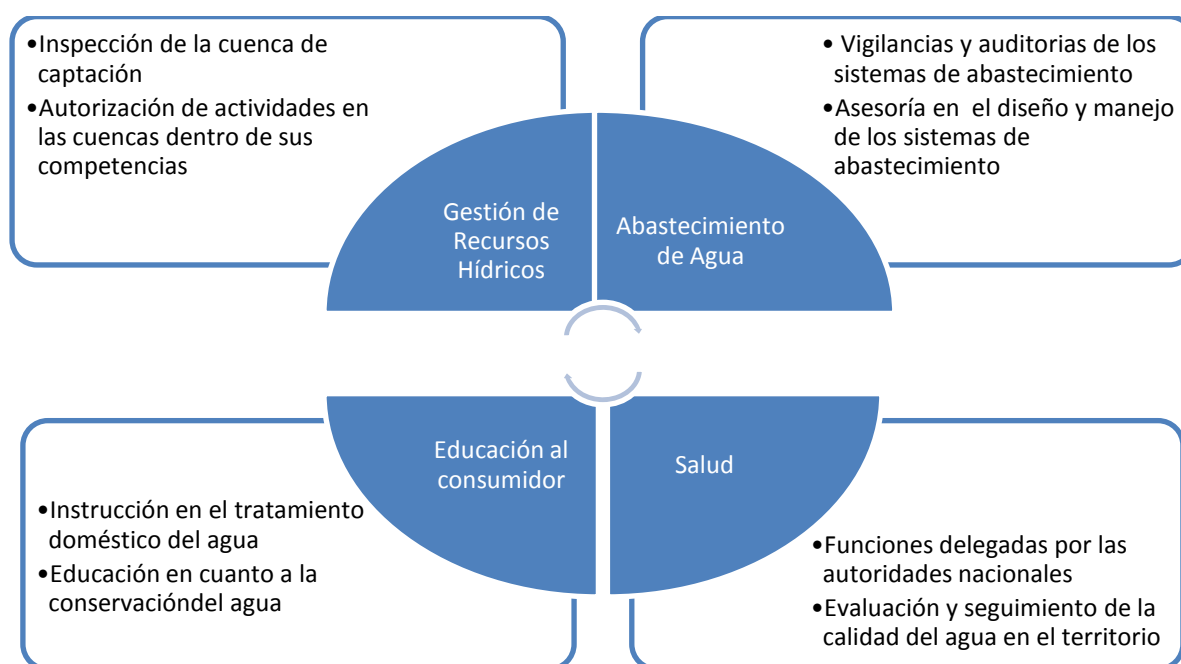 •Inspección de la cuenca de
captación
•Autorización de actividades en
las cuencas dentro de sus
competencias
• Vigilancias y auditorias de los
sistemas de abastecimiento
•Asesoría en el diseño y manejo
de los sistemas de
abastecimiento
Gestión de
Recursos
Hídricos
Abastecimiento
de Agua
Educación al
consumidor
Salud
•Instrucción en el tratamiento
doméstico del agua
•Educación en cuanto a la
conservacióndel agua
•Funciones delegadas por las
autoridades nacionales
•Evaluación y seguimiento de la
calidad del agua en el territorio